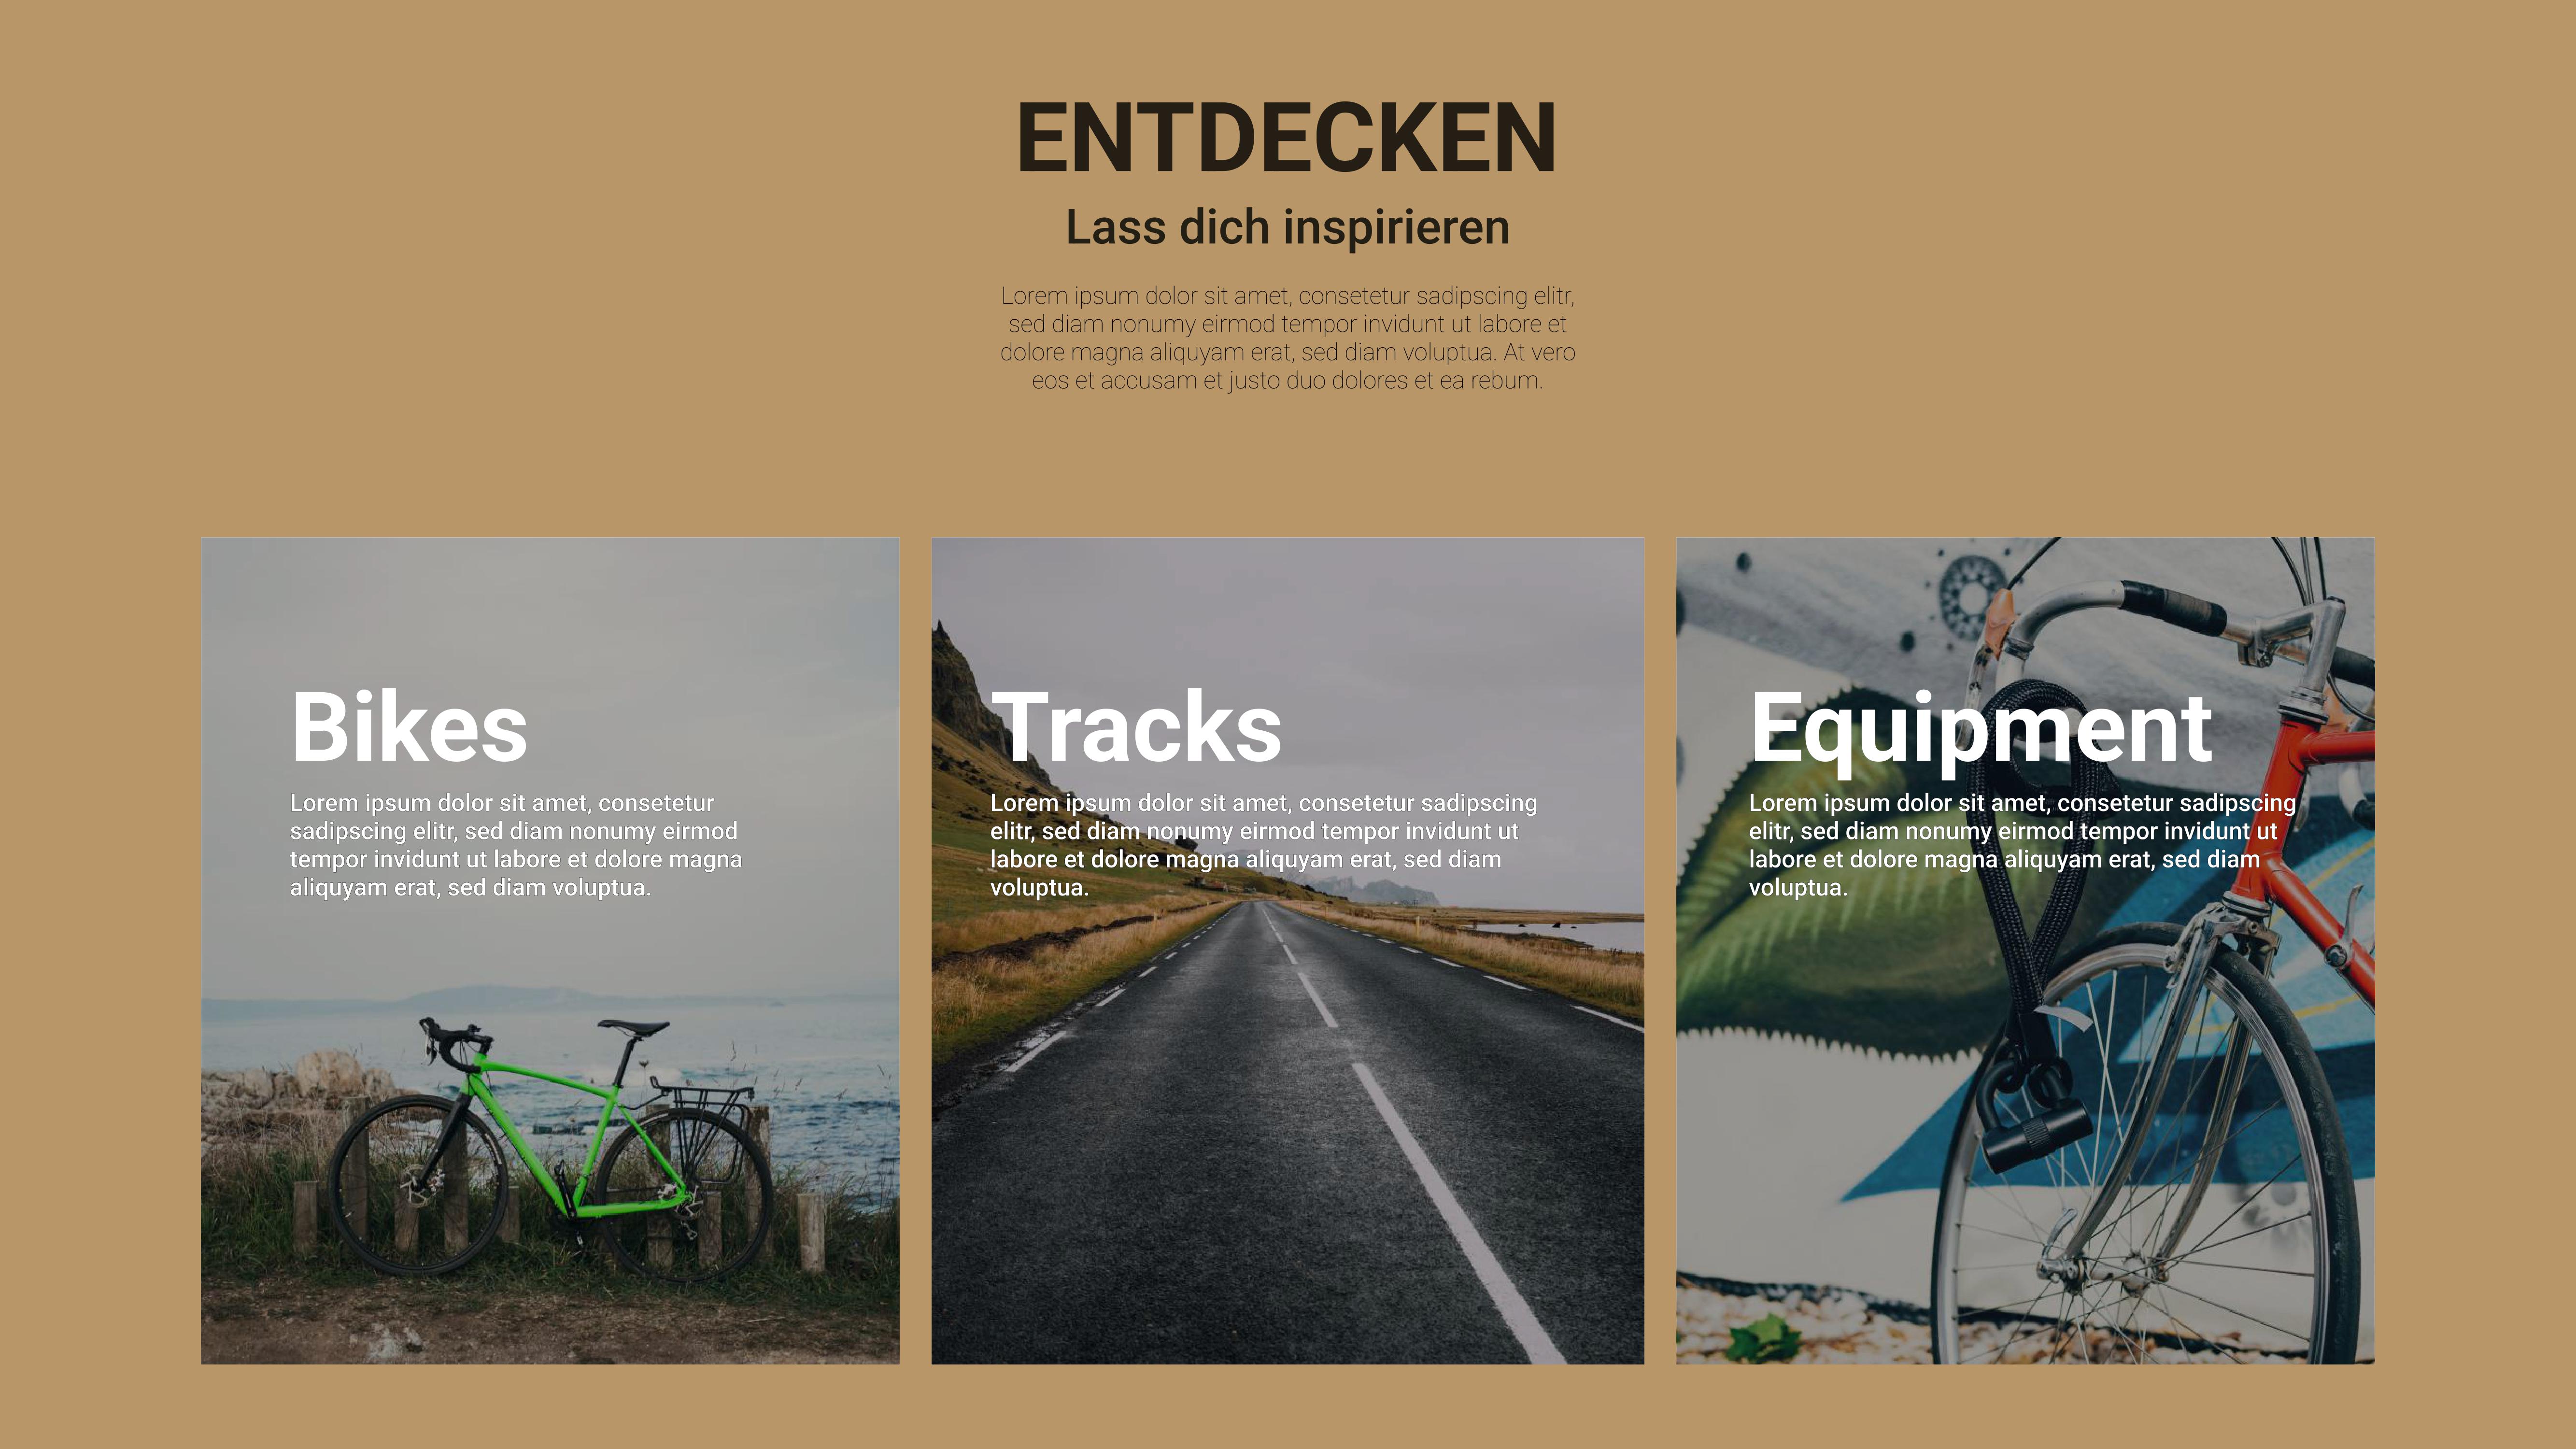 ENTDECKEN
Lass dich inspirieren
Lorem ipsum dolor sit amet, consetetur sadipscing elitr,
sed diam nonumy eirmod tempor invidunt ut labore et
dolore magna aliquyam erat, sed diam voluptua. At vero
eos et accusam et justo duo dolores et ea rebum.
Bikes
Lorem ipsum dolor sit amet, consetetur
sadipscing elitr, sed diam nonumy eirmod
tempor invidunt ut labore et dolore magna
aliquyam erat, sed diam voluptua.
Tracks
Lorem ipsum dolor sit amet, consetetur sadipscing
elitr, sed diam nonumy eirmod tempor invidunt ut
labore et dolore magna aliquyam erat, sed diam
voluptua.
Equipment
Lorem ipsum dolor sit amet, consetetur sadipscing
elitr, sed diam nonumy eirmod tempor invidunt ut
labore et dolore magna aliquyam erat, sed diam
voluptua.